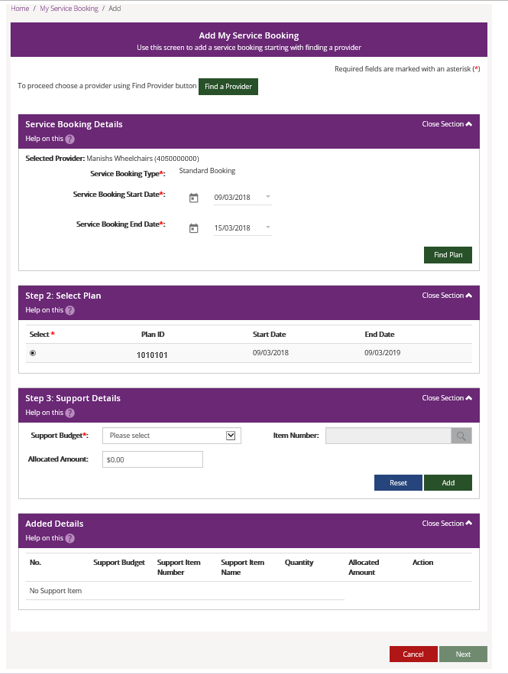 Home / My Service Booking / Add
Add My Service Booking
Use this screen to add a service booking starting with finding a provider
Required fields are marked with an asterisk (*)
To proceed choose a provider using Find Provider button Find a Provider
Service Booking Details Close Section
Help on this ?
Selected Provider: Manishs Wheelchairs (4050000000)
Service Booking Type*: Standard Booking
Service Booking Start Date*: 09/03/2018
Service Booking End Date*: 15/03/2018
Find Plan
Step 2: Select Plan Close Section
Help on this ?
Select * Plan ID Start Date End Date
1010101 09/03/2018 09/03/2019
Step 3: Support Details Close Section
Help on this ?
Support Budget*: Please select Item Number:
Allocated Amount: $0.00
Reset Add
Added Details Close Section
Help on this ?
No. Support Budget Support Item Number Support Item Name Quantity Allocated Amount Action
No Support Item
Cancel Next